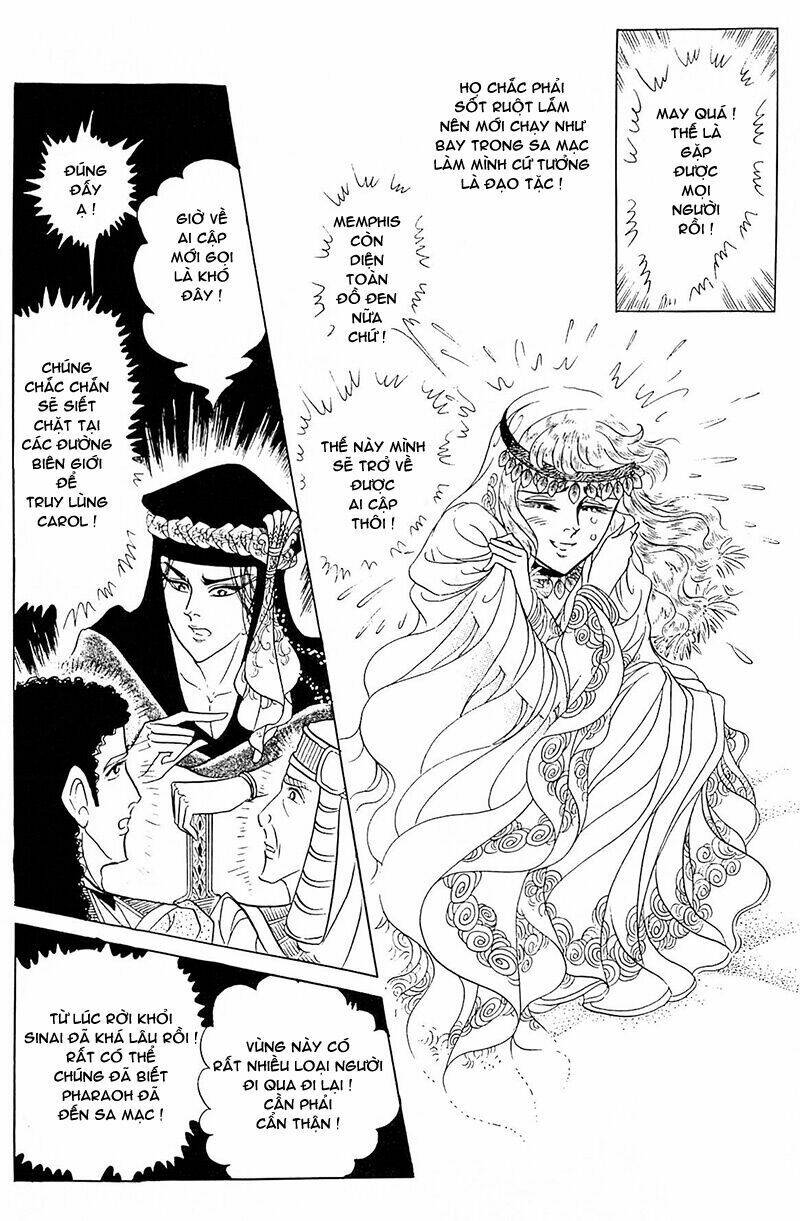 MAY QUÁ !
THẾ LÀ
GẶP
ĐƯỢC
MỌI
NGƯỜI
RỒI !
HỌ CHẮC PHẢI
SỐT RUỘT LẮM
NÊN MỚI CHẠY NHƯ
BAY TRONG SA MẠC
LÀM MÌNH CỨ TƯỞNG
LÀ ĐẠO TẶC !
MEMPHIS
CÒN
DIỆN
TOÀN
ĐỒ ĐEN
NỮA
CHỨ !
THẾ NÀY MÌNH
SẼ TRỞ VỀ
ĐƯỢC
AI CẬP
THÔI !
GIỜ VỀ
AI CẬP
MỚI GỌI
LÀ KHÓ
ĐÂY !
ĐÚNG
ĐẤY
Ạ !
CHÚNG
CHẮC CHẮN
SẼ SIẾT
CHẶT TẠI
CÁC ĐƯỜNG
BIÊN GIỚI
ĐỂ
TRUY LÙNG
CAROL !
VÙNG NÀY CÓ
RẤT NHIỀU LOẠI NGƯỜI
ĐI QUA ĐI LẠI !
CẦN PHẢI
CẨN THẬN !
TỪ LÚC RỜI KHỎI
SINAI ĐÃ KHÁ LÂU RỒI !
RẤT CÓ THỂ
CHÚNG ĐÃ BIẾT
PHARAOH ĐÃ
ĐẾN SA MẠC !